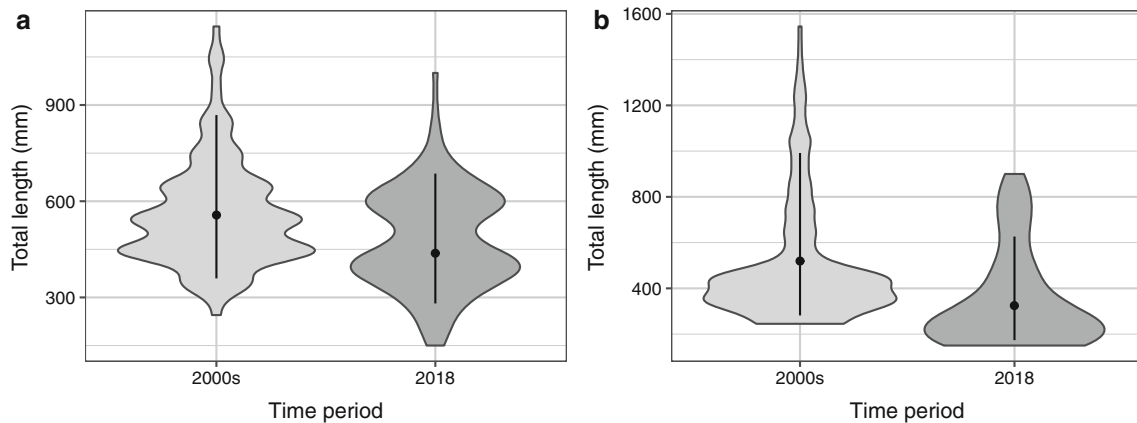 a
Total length (mm)
900
600
300
2000s
2018
Time period
b
Total length (mm)
1600
1200
800
400
2000s
2018
Time period